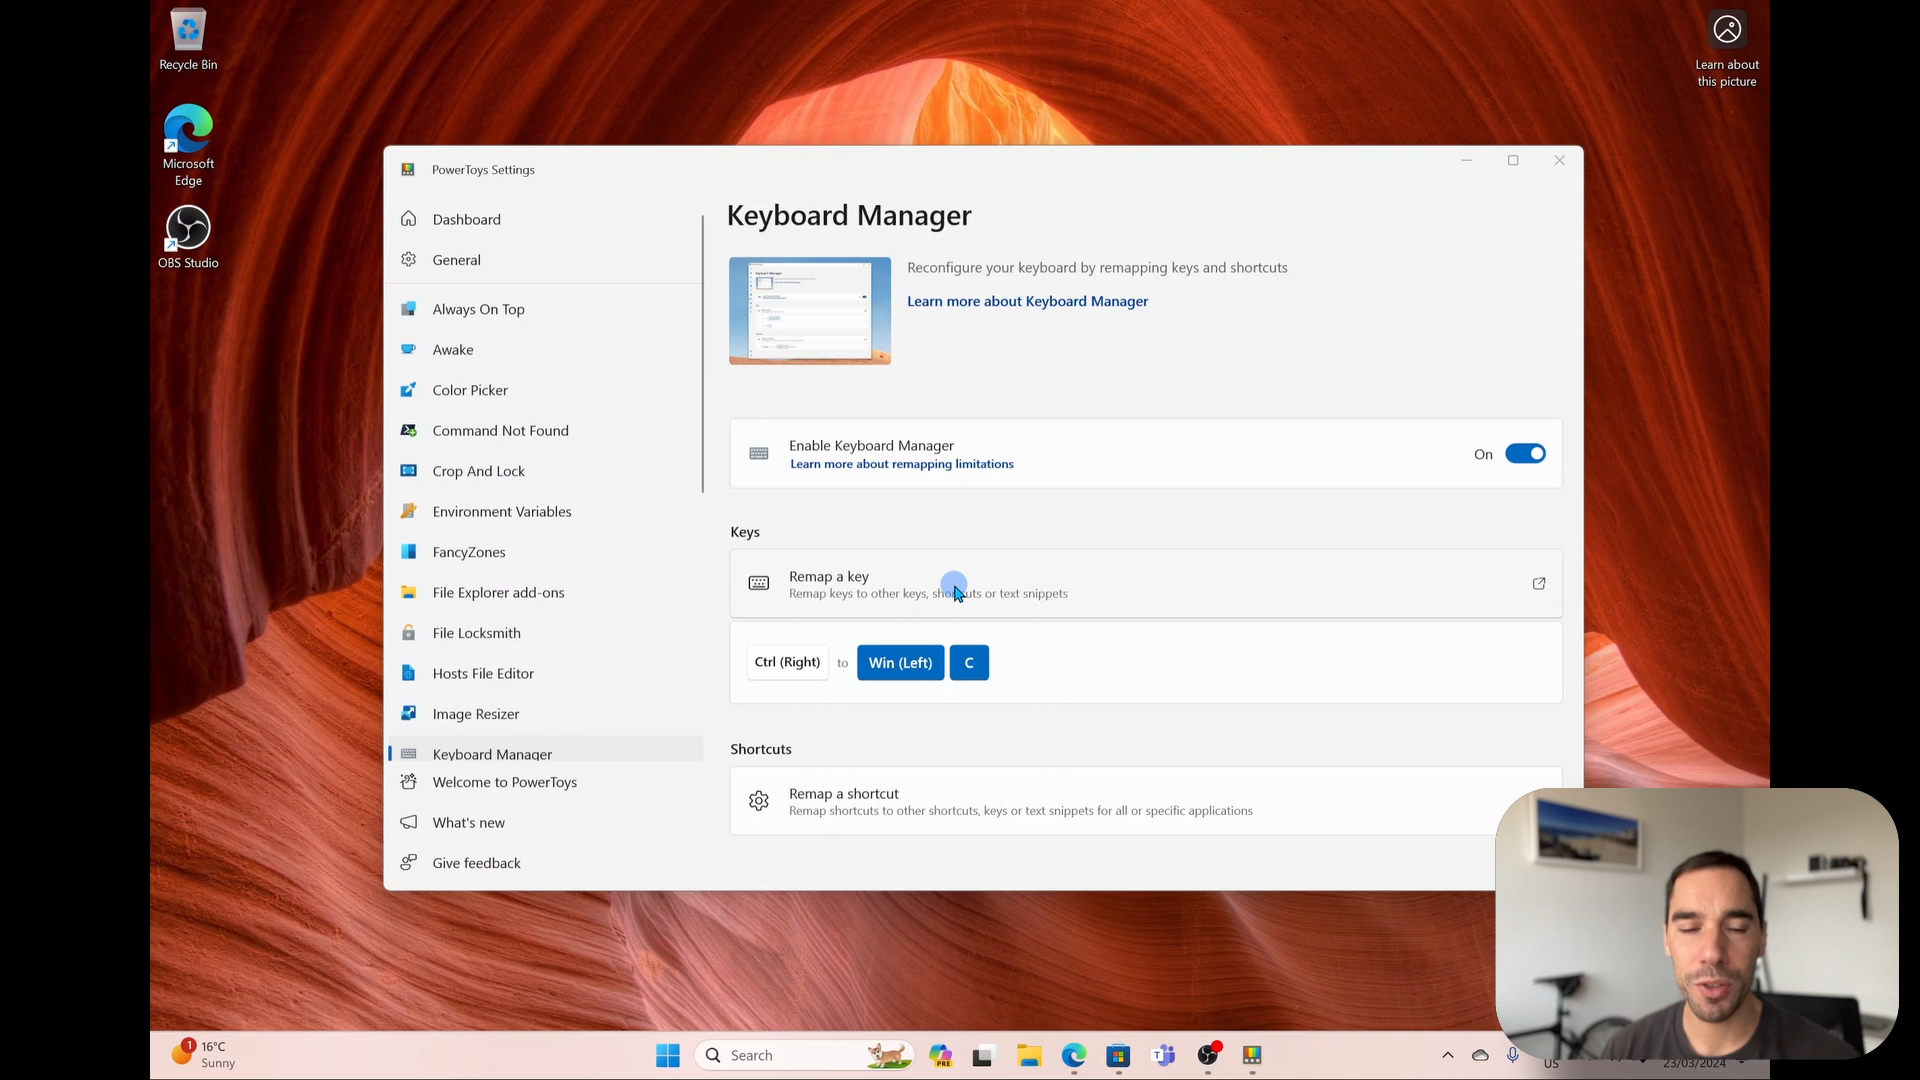 Recycle Bin
Microsoft
Edge
OBS Studio
Learn about
this picture
PowerToys Settings
Dashboard
General
Always On Top
Awake
Color Picker
Command Not Found
Crop And Lock
Environment Variables
FancyZones
File Explorer add-ons
File Locksmith
Hosts File Editor
Image Resizer
Keyboard Manager
Welcome to PowerToys
What's new
Give feedback
Keyboard Manager
Reconfigure your keyboard by remapping keys and shortcuts
Learn more about Keyboard Manager
Enable Keyboard Manager
Learn more about remapping limitations
On
Keys
Remap a key
Remap keys to other keys, shortcuts or text snippets
Ctrl (Right) to Win (Left) C
Shortcuts
Remap a shortcut
Remap shortcuts to other shortcuts, keys or text snippets for all or specific applications
1
16°C
Sunny
Search
PRE
US
23/03/2024